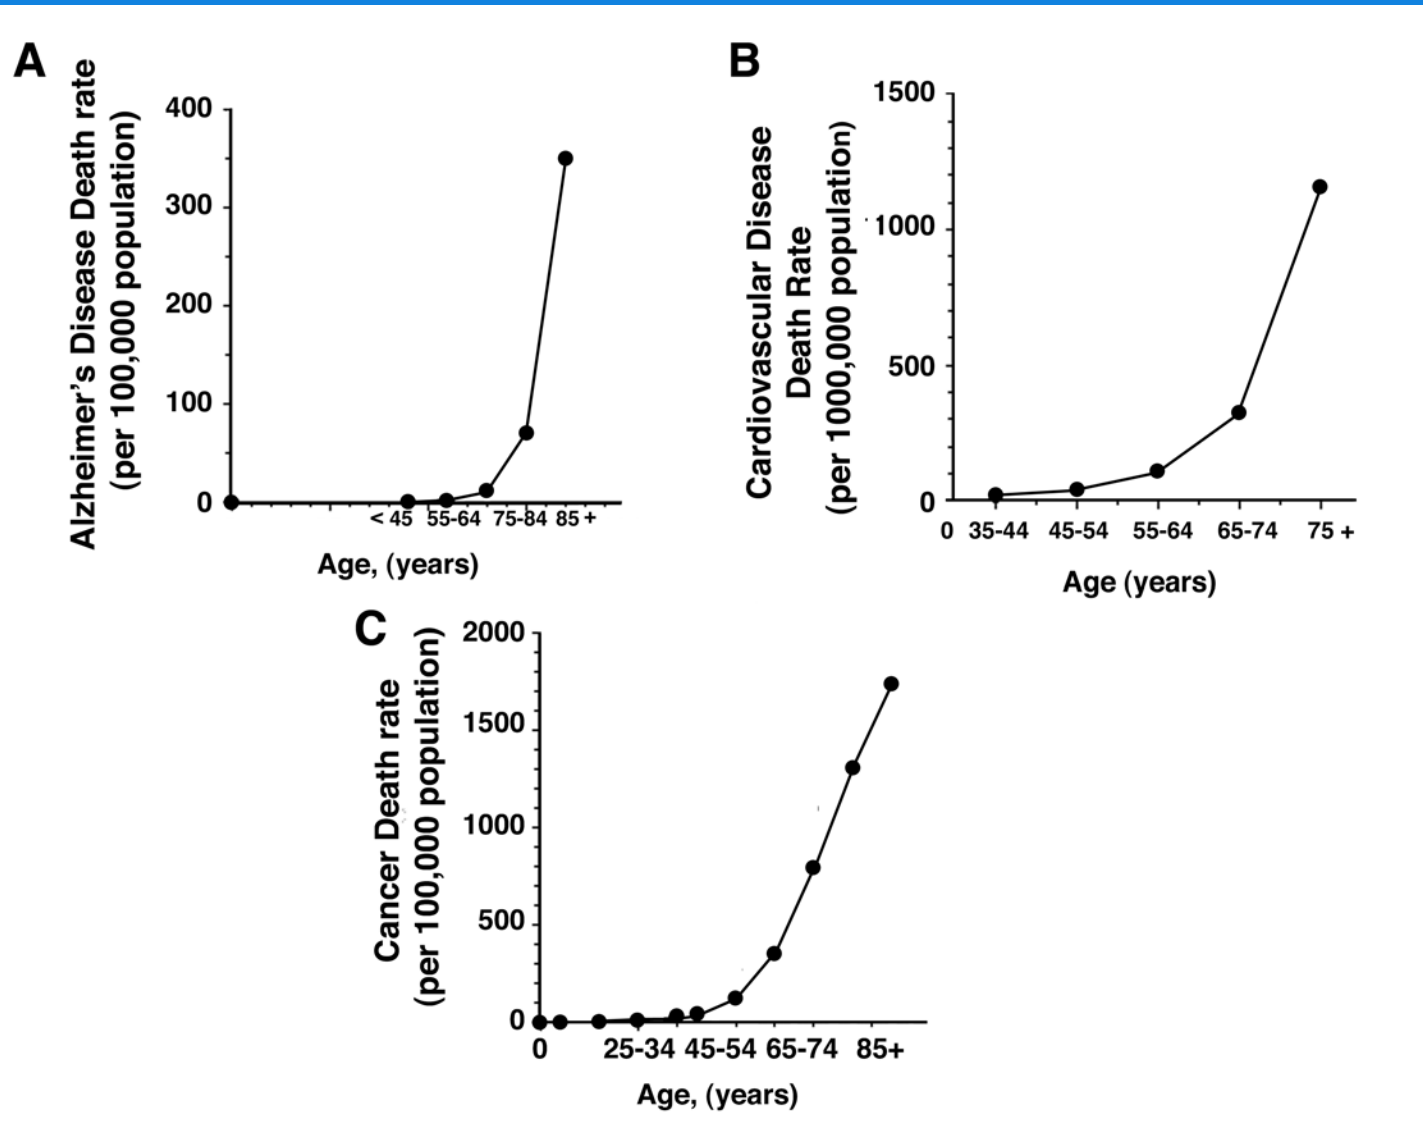 A
Alzheimer's Disease Death rate
(per 100,000 population)
400
300
200
100
0
< 45 55-64 75-84 85 +
Age, (years)
B
Cardiovascular Disease
Death Rate
(per 1000,000 population)
1500
1000
500
0
0 35-44 45-54 55-64 65-74 75 +
Age (years)
C
Cancer Death rate
(per 100,000 population)
2000
1500
1000
500
0
0 25-34 45-54 65-74 85+
Age, (years)